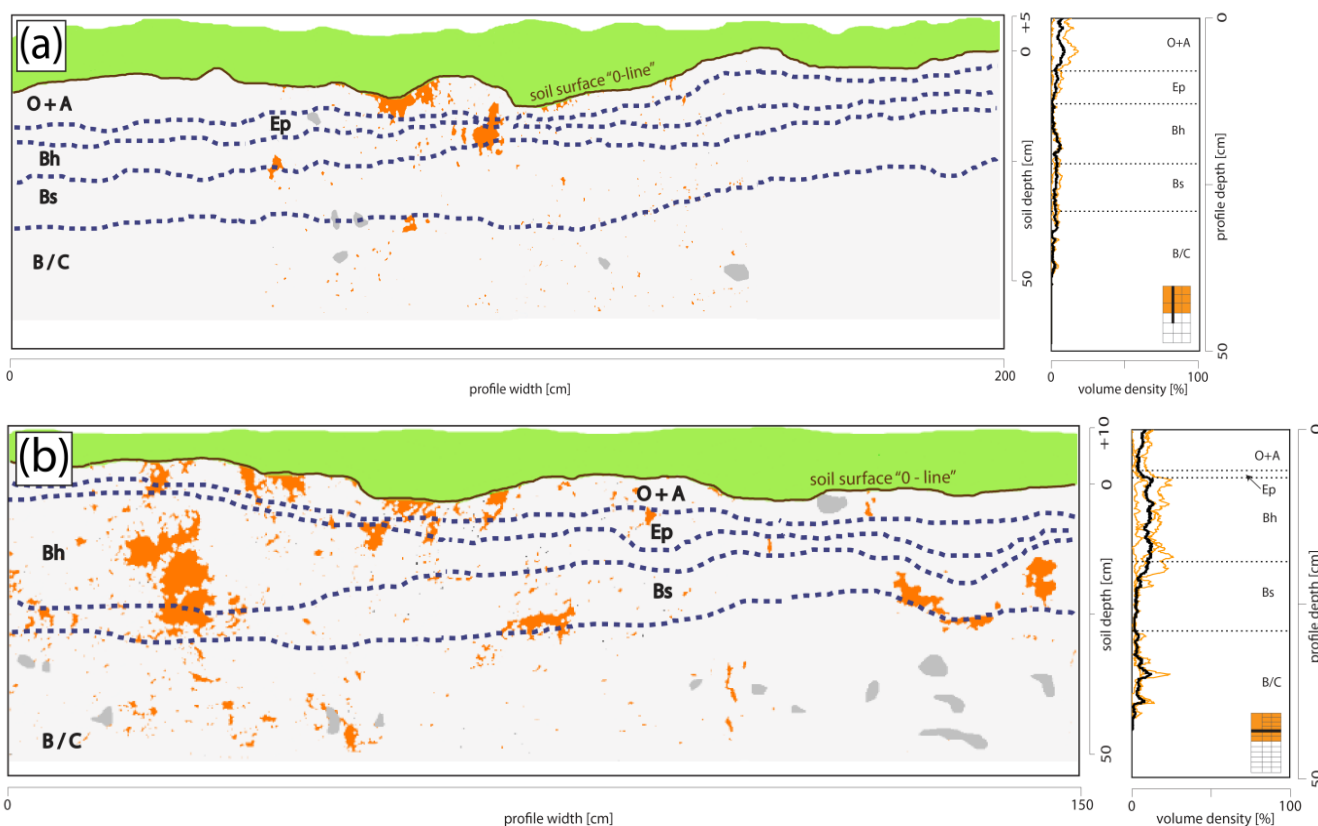 (a)
soil surface "0-line"
O + A
Ep
Bh
Bs
B / C
+5
0
50
soil depth [cm]
0
200
profile width [cm]
O+A
Ep
Bh
Bs
B/C
0
50
profile depth [cm]
0
100
volume density [%]
(b)
soil surface "0 - line"
O + A
Ep
Bh
Bs
B / C
+10
0
50
soil depth [cm]
0
150
profile width [cm]
O+A
Ep
Bh
Bs
B/C
0
50
profile depth [cm]
0
100
volume density [%]